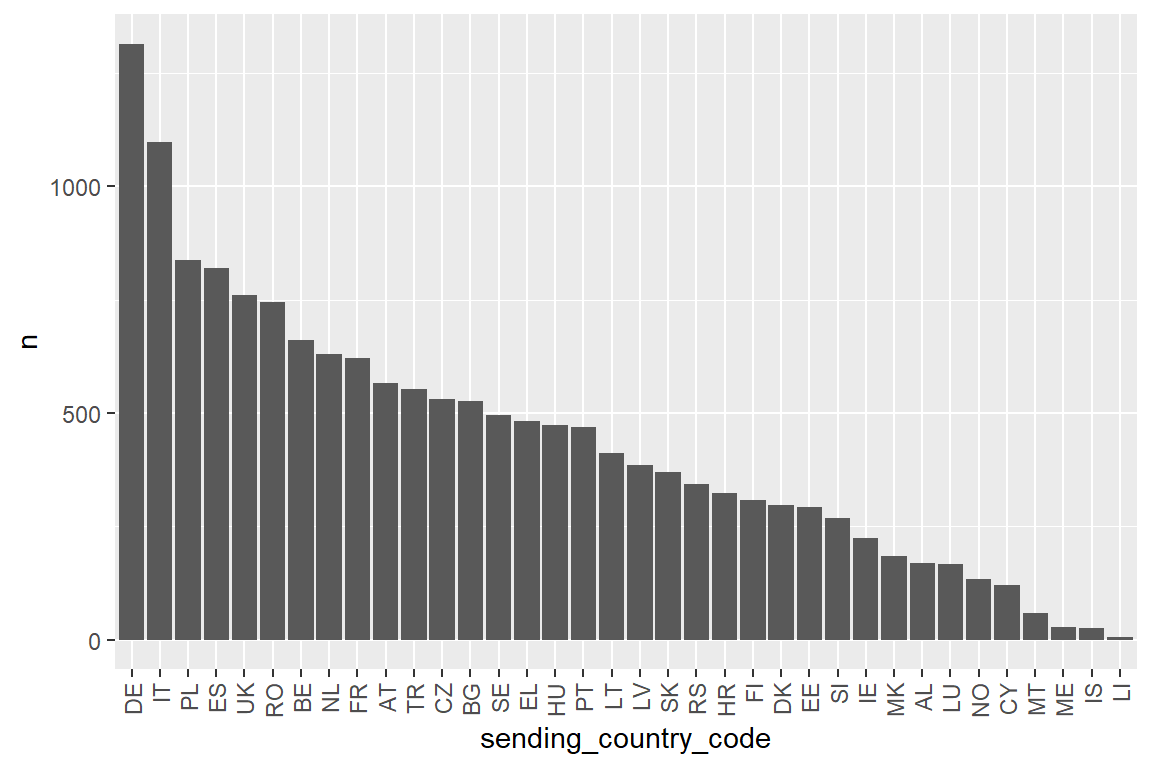 n
1000
500
0
DE IT PL ES UK RO BE NL FR AT TR CZ BG SE EL HU PT LT LV SK RS HR FI DK EE SI IE MK AL LU NO CY MT ME IS LI
sending_country_code